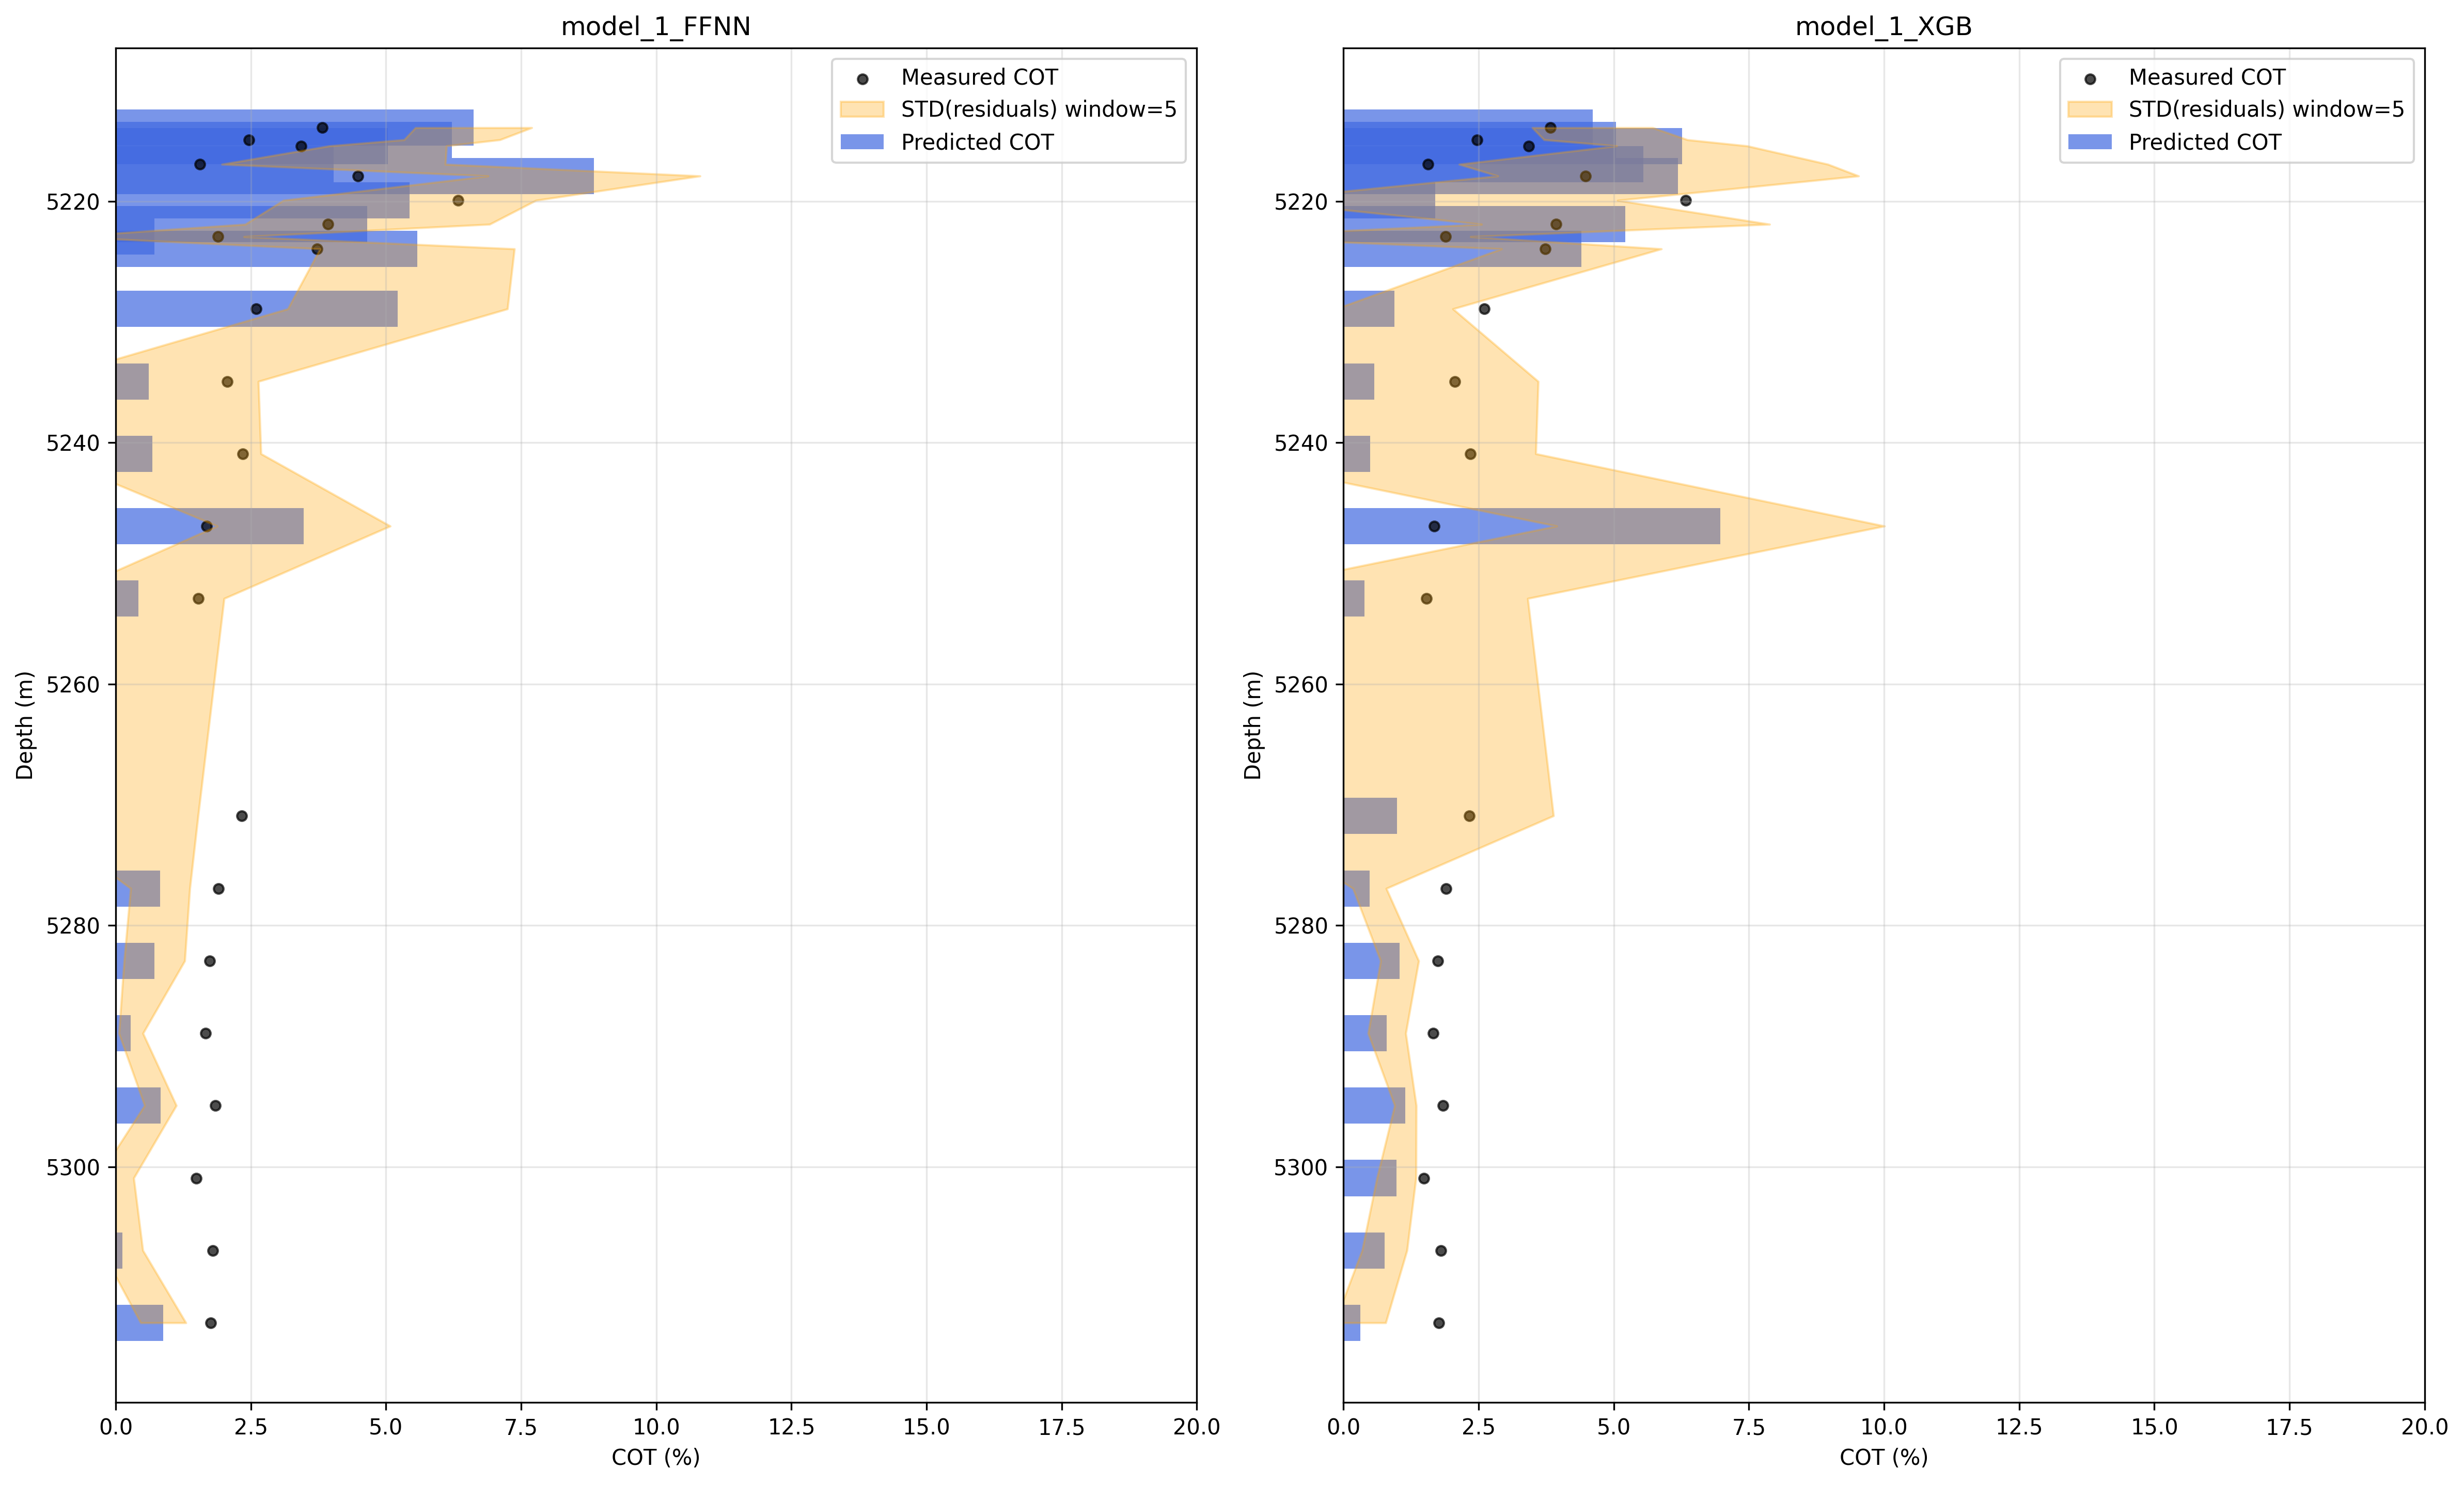 model_1_FFNN
Measured COT
STD(residuals) window=5
Predicted COT
5220
5240
5260
5280
5300
Depth (m)
0.0 2.5 5.0 7.5 10.0 12.5 15.0 17.5 20.0
COT (%)
model_1_XGB
Measured COT
STD(residuals) window=5
Predicted COT
5220
5240
5260
5280
5300
Depth (m)
0.0 2.5 5.0 7.5 10.0 12.5 15.0 17.5 20.0
COT (%)